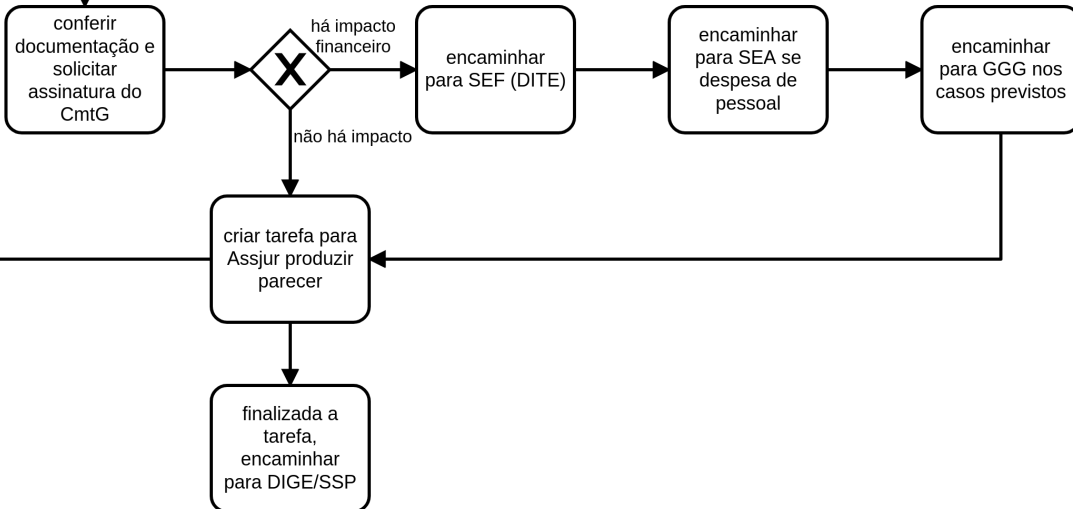 conferir
documentação e
solicitar
assinatura do
CmtG
X
há impacto
financeiro
encaminhar
para SEF (DITE)
encaminhar
para SEA se
despesa de
pessoal
encaminhar
para GGG nos
casos previstos
não há impacto
criar tarefa para
Assjur produzir
parecer
finalizada a
tarefa,
encaminhar
para DIGE/SSP